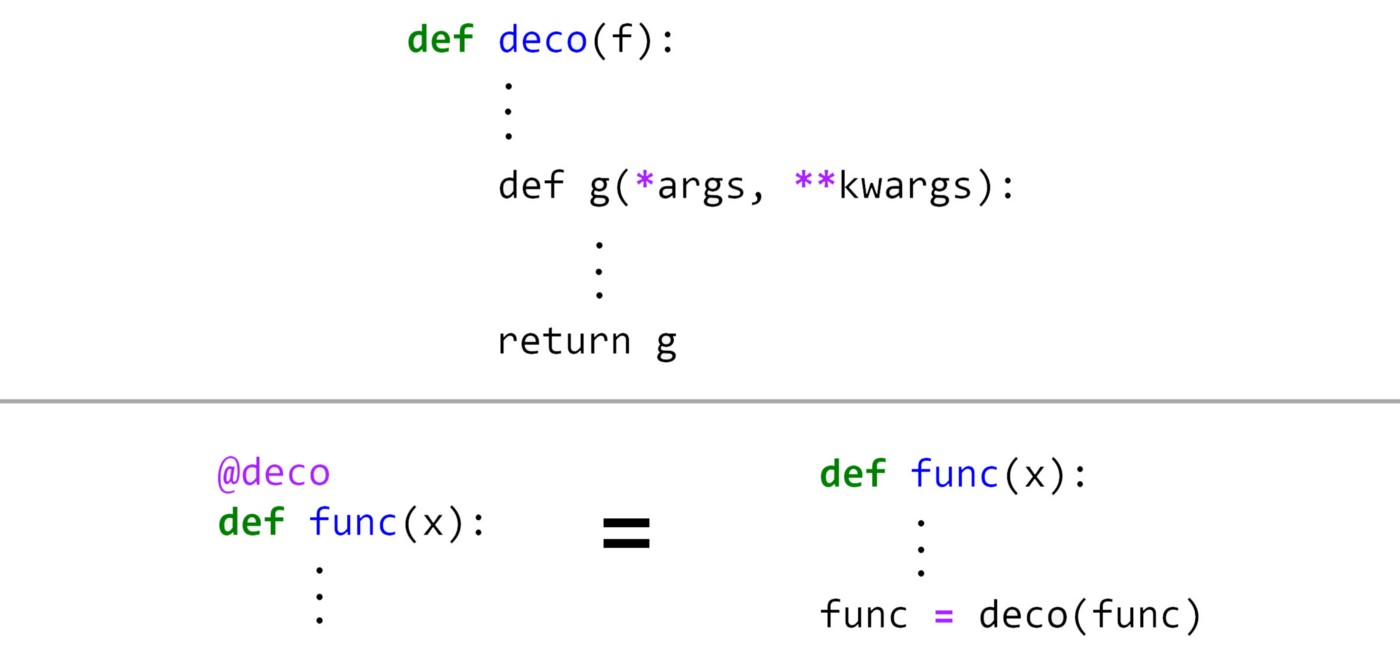 def deco(f):
.
.
.
def g(*args, **kwargs):
.
.
.
return g
@deco
def func(x):
.
.
.
=
def func(x):
.
.
.
func = deco(func)